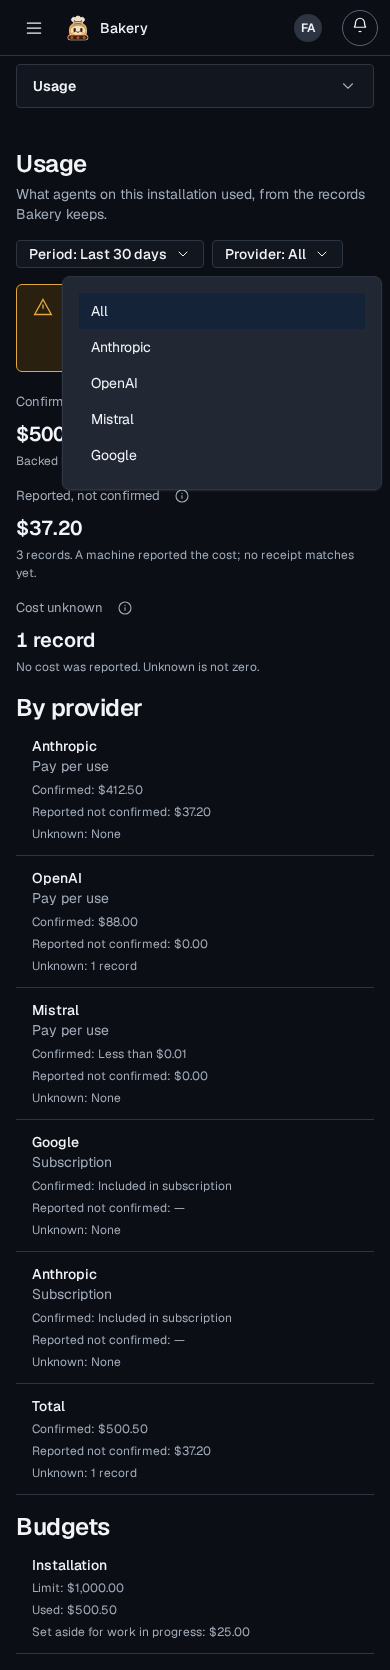 Bakery
FA
Usage
Usage
What agents on this installation used, from the records
Bakery keeps.
Period: Last 30 days
Provider: All
All
Anthropic
OpenAI
Mistral
Google
$500
Backed
Reported, not confirmed
$37.20
3 records. A machine reported the cost; no receipt matches
yet.
Cost unknown
1 record
No cost was reported. Unknown is not zero.
By provider
Anthropic
Pay per use
Confirmed: $412.50
Reported not confirmed: $37.20
Unknown: None
OpenAI
Pay per use
Confirmed: $88.00
Reported not confirmed: $0.00
Unknown: 1 record
Mistral
Pay per use
Confirmed: Less than $0.01
Reported not confirmed: $0.00
Unknown: None
Google
Subscription
Confirmed: Included in subscription
Reported not confirmed: —
Unknown: None
Anthropic
Subscription
Confirmed: Included in subscription
Reported not confirmed: —
Unknown: None
Total
Confirmed: $500.50
Reported not confirmed: $37.20
Unknown: 1 record
Budgets
Installation
Limit: $1,000.00
Used: $500.50
Set aside for work in progress: $25.00